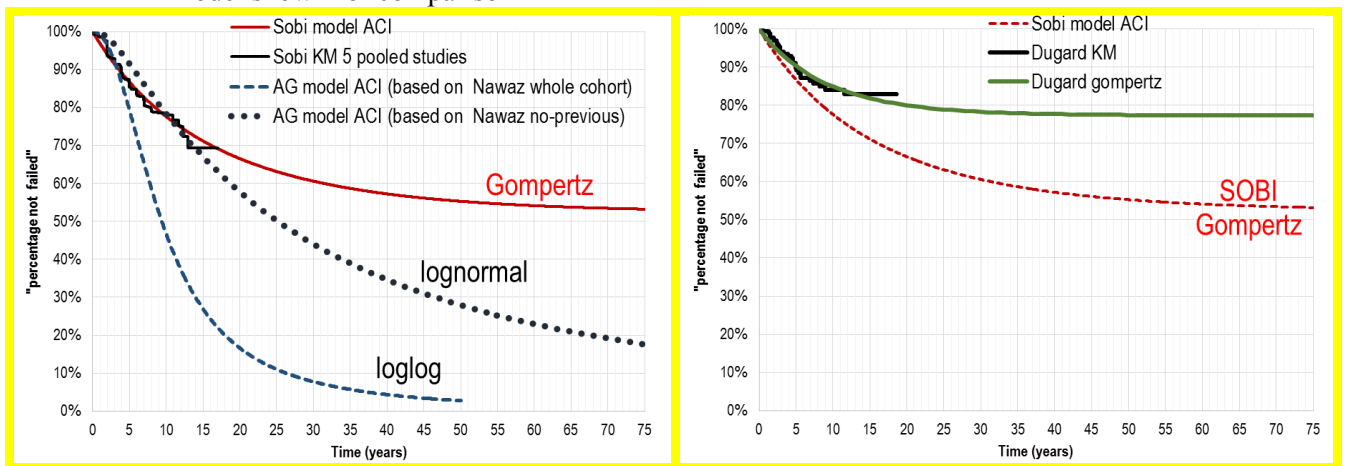 Sobi model ACI
Sobi KM 5 pooled studies
AG model ACI (based on Nawaz whole cohort)
AG model ACI (based on Nawaz no-previous)
"percentage not failed"
100%
90%
80%
70%
60%
50%
40%
30%
20%
10%
0%
Gompertz
lognormal
loglog
0 5 10 15 20 25 30 35 40 45 50 55 60 65 70 75
Time (years)
Sobi model ACI
Dugard KM
Dugard gompertz
"percentage not failed"
100%
90%
80%
70%
60%
50%
40%
30%
20%
10%
0%
SOBI
Gompertz
0 5 10 15 20 25 30 35 40 45 50 55 60 65 70 75
Time (years)